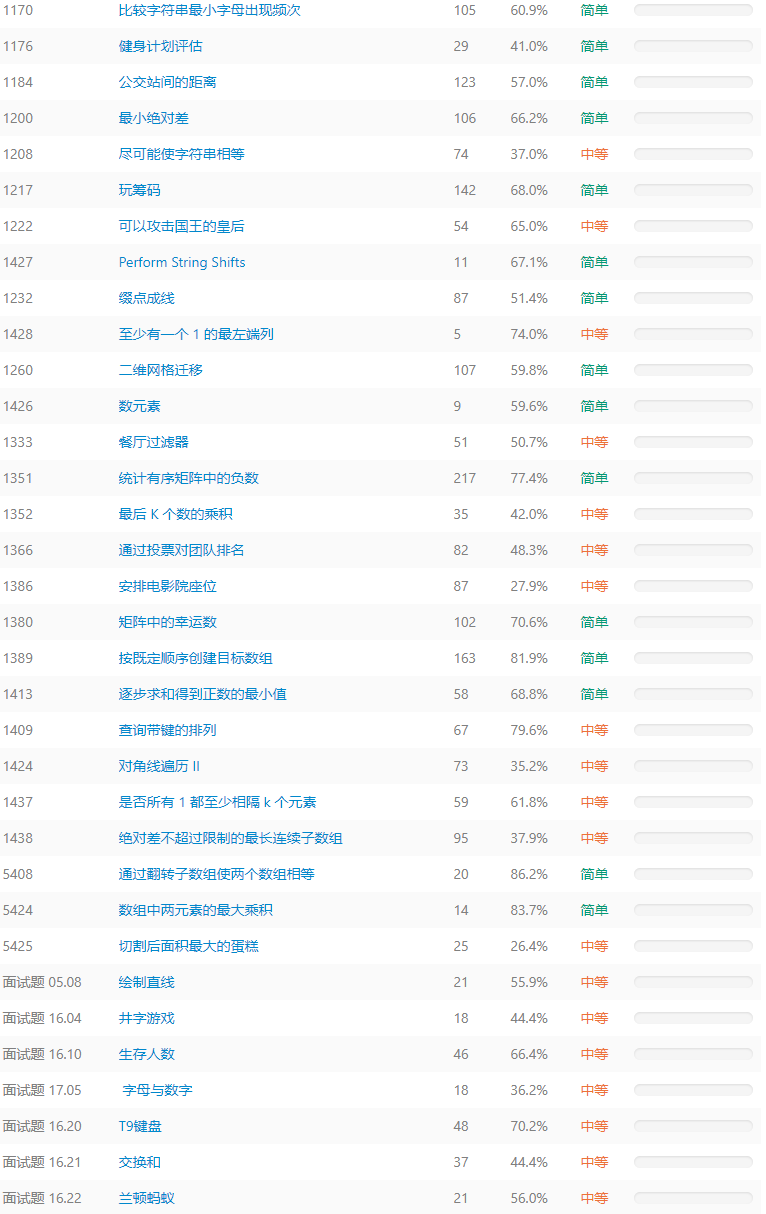 1170 比较字符串最小字母出现频次 105 60.9% 简单
1176 健身计划评估 29 41.0% 简单
1184 公交站间的距离 123 57.0% 简单
1200 最小绝对差 106 66.2% 简单
1208 尽可能使字符串相等 74 37.0% 中等
1217 玩筹码 142 68.0% 简单
1222 可以攻击国王的皇后 54 65.0% 中等
1427 Perform String Shifts 11 67.1% 简单
1232 缀点成线 87 51.4% 简单
1428 至少有一个 1 的最左端列 5 74.0% 中等
1260 二维网格迁移 107 59.8% 简单
1426 数元素 9 59.6% 简单
1333 餐厅过滤器 51 50.7% 中等
1351 统计有序矩阵中的负数 217 77.4% 简单
1352 最后 K 个数的乘积 35 42.0% 中等
1366 通过投票对团队排名 82 48.3% 中等
1386 安排电影院座位 87 27.9% 中等
1380 矩阵中的幸运数 102 70.6% 简单
1389 按既定顺序创建目标数组 163 81.9% 简单
1413 逐步求和得到正数的最小值 58 68.8% 简单
1409 查询带键的排列 67 79.6% 中等
1424 对角线遍历 II 73 35.2% 中等
1437 是否所有 1 都至少相隔 k 个元素 59 61.8% 中等
1438 绝对差不超过限制的最长连续子数组 95 37.9% 中等
5408 通过翻转子数组使两个数组相等 20 86.2% 简单
5424 数组中两元素的最大乘积 14 83.7% 简单
5425 切割后面积最大的蛋糕 25 26.4% 中等
面试题 05.08 绘制直线 21 55.9% 中等
面试题 16.04 井字游戏 18 44.4% 中等
面试题 16.10 生存人数 46 66.4% 中等
面试题 17.05 字母与数字 18 36.2% 中等
面试题 16.20 T9键盘 48 70.2% 中等
面试题 16.21 交换和 37 44.4% 中等
面试题 16.22 兰顿蚂蚁 21 56.0% 中等